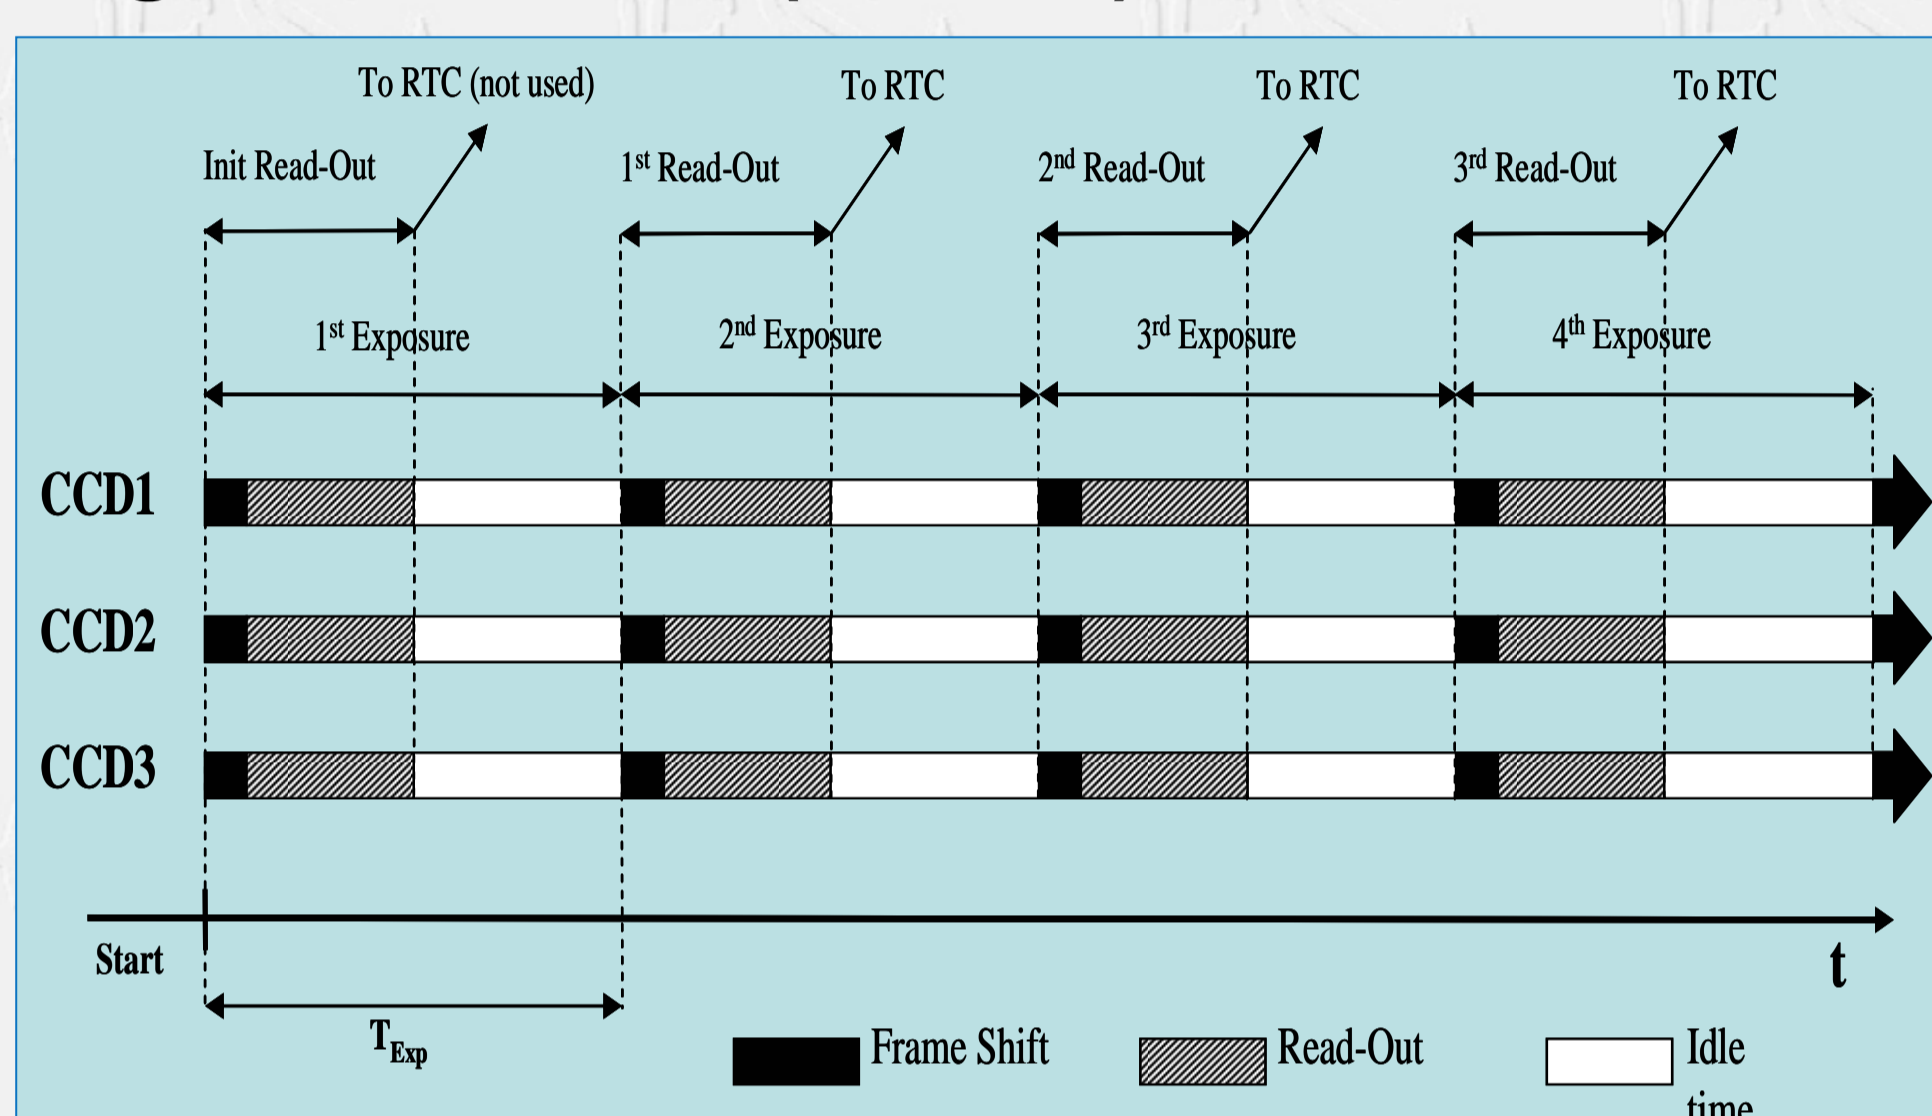 To RTC (not used)
To RTC
To RTC
To RTC
Init Read-Out
1st Read-Out
2nd Read-Out
3rd Read-Out
1st Exposure
2nd Exposure
3rd Exposure
4th Exposure
CCD1
CCD2
CCD3
Start
t
TExp
Frame Shift
Read-Out
Idle
time